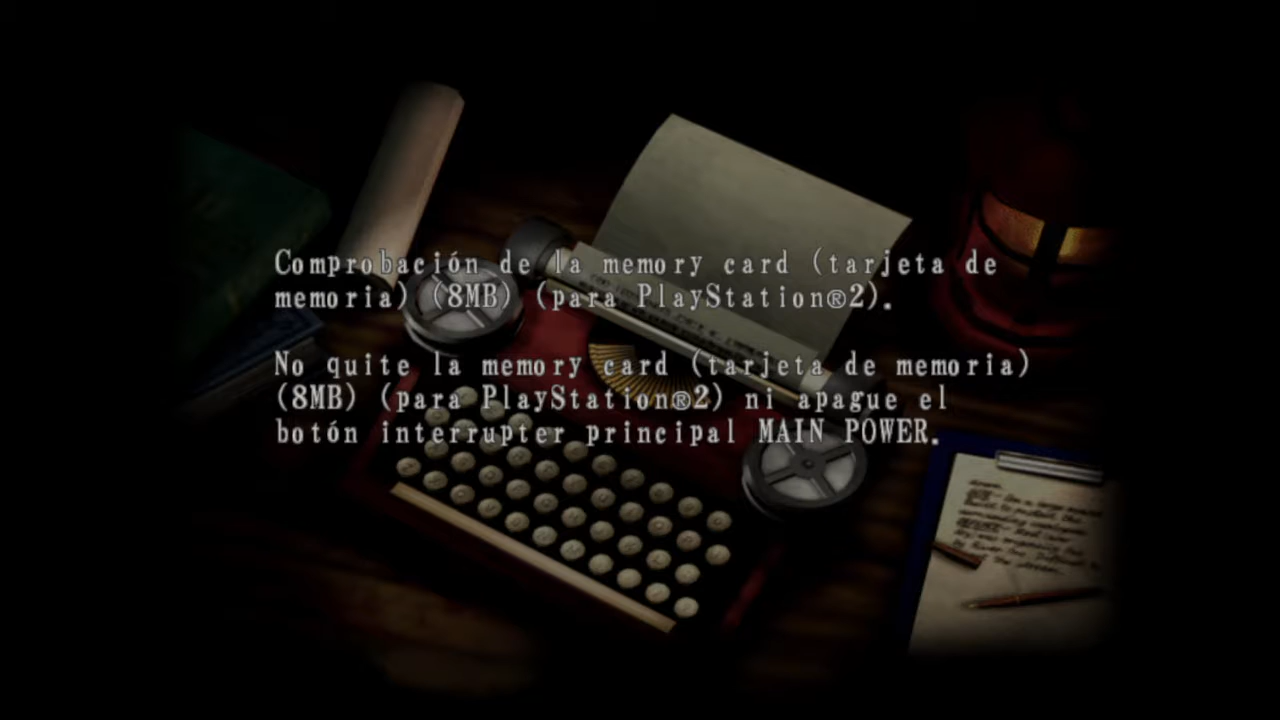 Comprobación de la memory card (tarjeta de
memoria) (8MB) (para PlayStation®2).
No quite la memory card (tarjeta de memoria)
(8MB) (para PlayStation®2) ni apague el
botón interrupter principal MAIN POWER.